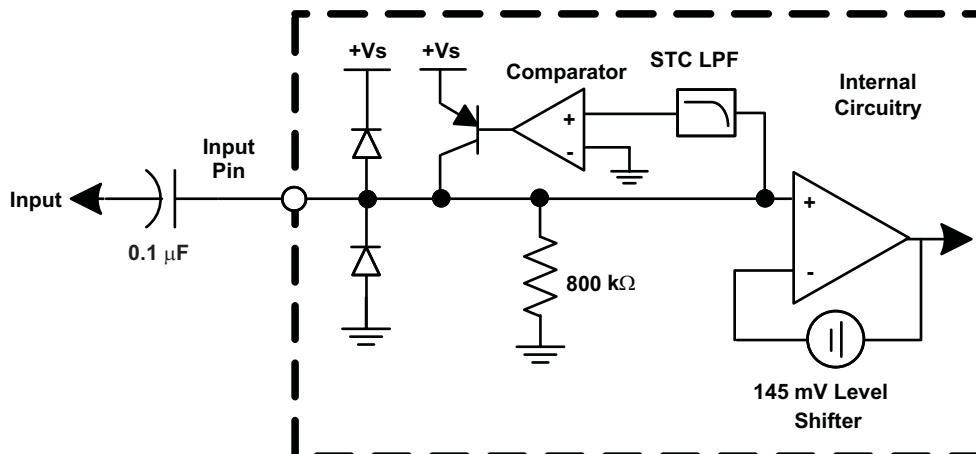 +Vs
+Vs
Comparator
STC LPF
Internal
Circuitry
Input
Pin
Input
0.1 μF
+
-
+
-
800 kΩ
145 mV Level
Shifter